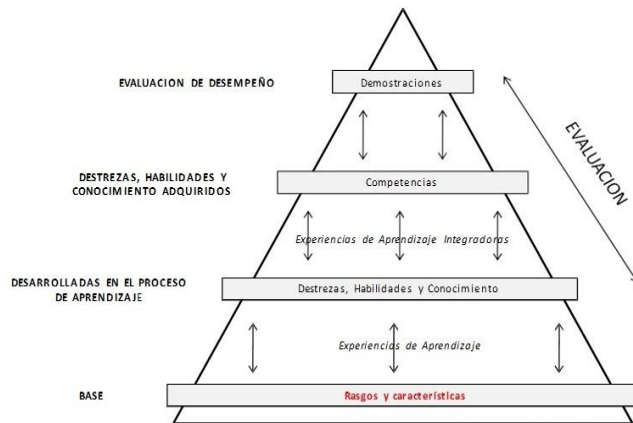 EVALUACION DE DESEMPEÑO
Demostraciones
EVALUACION
DESTREZAS, HABILIDADES Y
CONOCIMIENTO ADQUIRIDOS
Competencias
Experiencias de Aprendizaje Integradoras
DESARROLLADAS EN EL PROCESO
DE APRENDIZAJE
Destrezas, Habilidades y Conocimiento
Experiencias de Aprendizaje
BASE
Rasgos y características